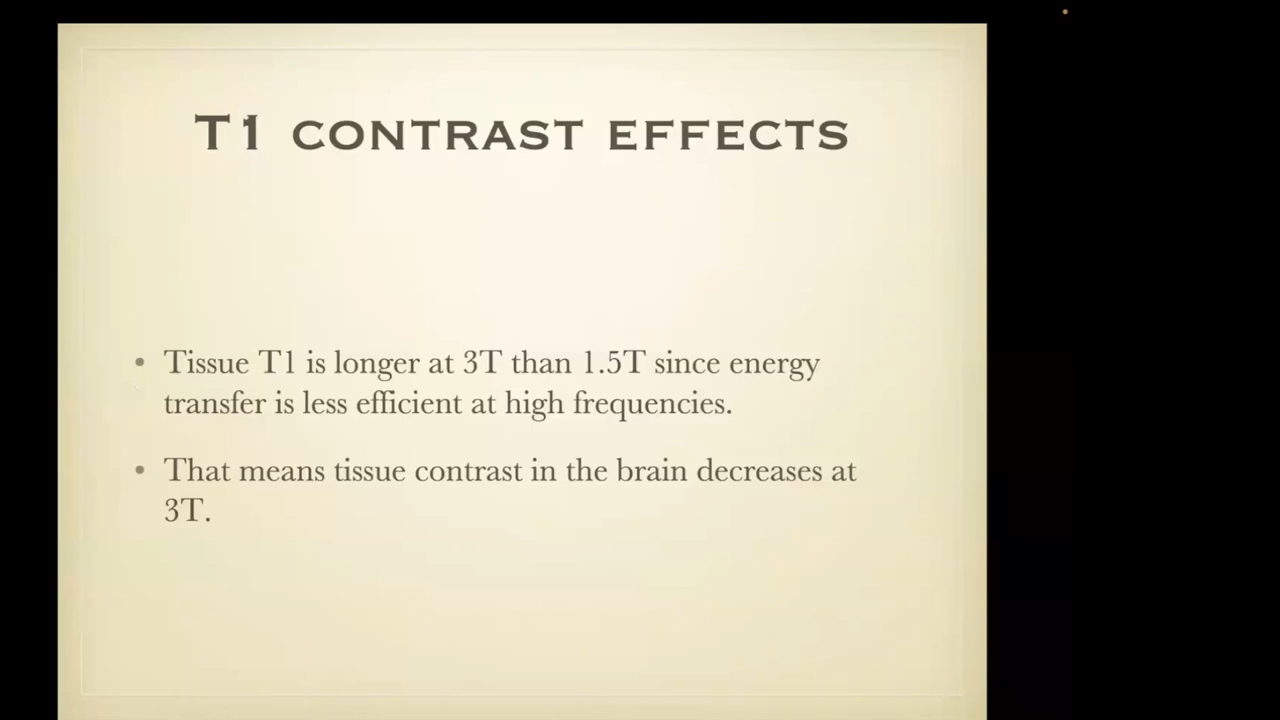 T1 CONTRAST EFFECTS
• Tissue T1 is longer at 3T than 1.5T since energy
transfer is less efficient at high frequencies.
• That means tissue contrast in the brain decreases at
3T.